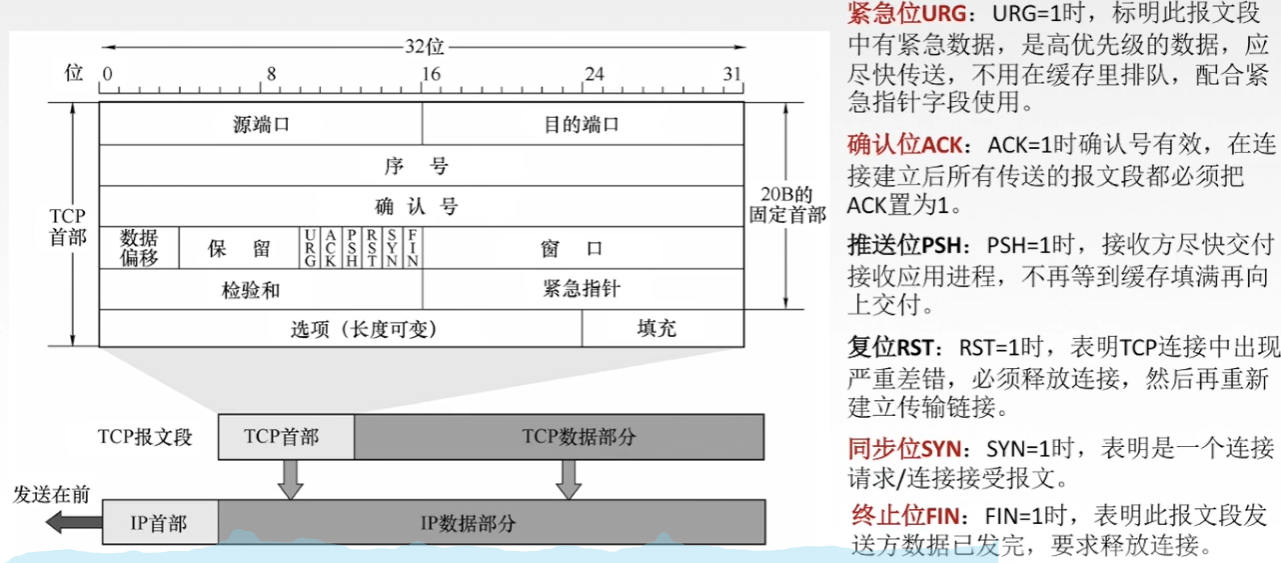 32位
位 0 8 16 24 31
源端口 目的端口
序 号
确 认 号
TCP
首部
20B的
固定首部
数据
偏移
保 留
URG
ACK
PSH
RST
SYN
FIN
窗 口
检验和 紧急指针
选项（长度可变） 填充
TCP报文段 TCP首部 TCP数据部分
发送在前
IP首部 IP数据部分
紧急位URG：URG=1时，标明此报文段
中有紧急数据，是高优先级的数据，应
尽快传送，不用在缓存里排队，配合紧
急指针字段使用。
确认位ACK：ACK=1时确认号有效，在连
接建立后所有传送的报文段都必须把
ACK置为1。
推送位PSH：PSH=1时，接收方尽快交付
接收应用进程，不再等到缓存填满再向
上交付。
复位RST：RST=1时，表明TCP连接中出现
严重差错，必须释放连接，然后再重新
建立传输链接。
同步位SYN：SYN=1时，表明是一个连接
请求/连接接受报文。
终止位FIN：FIN=1时，表明此报文段发
送方数据已发完，要求释放连接。